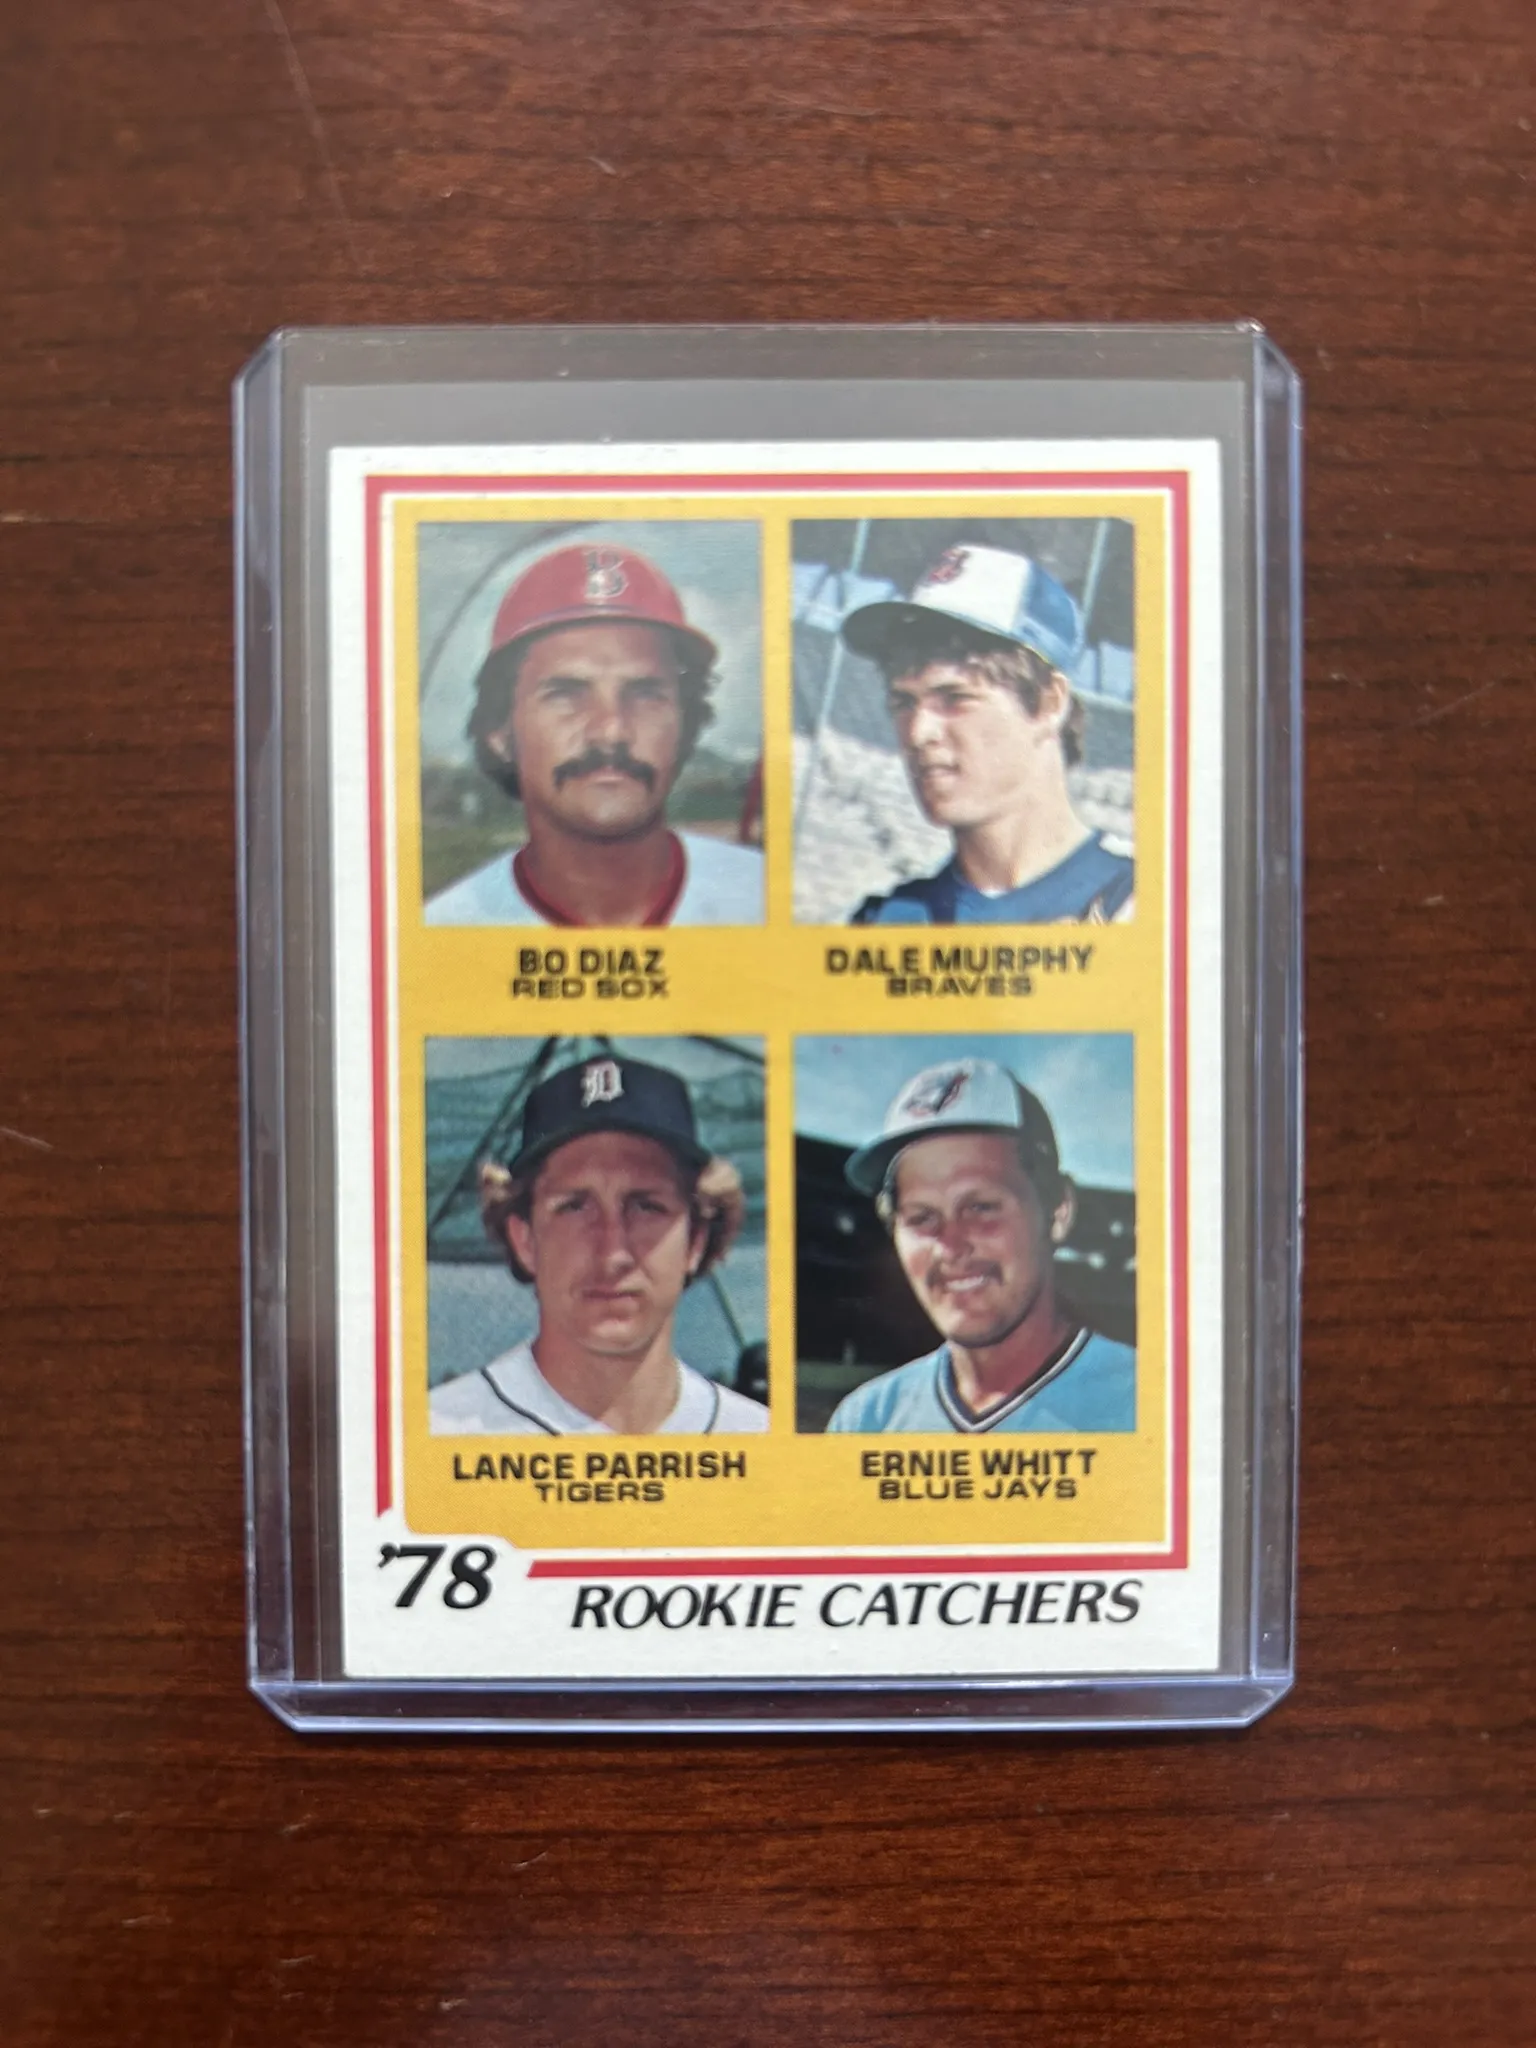 B
BO DIAZ
RED SOX
DALE MURPHY
BRAVES
D
LANCE PARRISH
TIGERS
ERNIE WHITT
BLUE JAYS
'78
ROOKIE CATCHERS